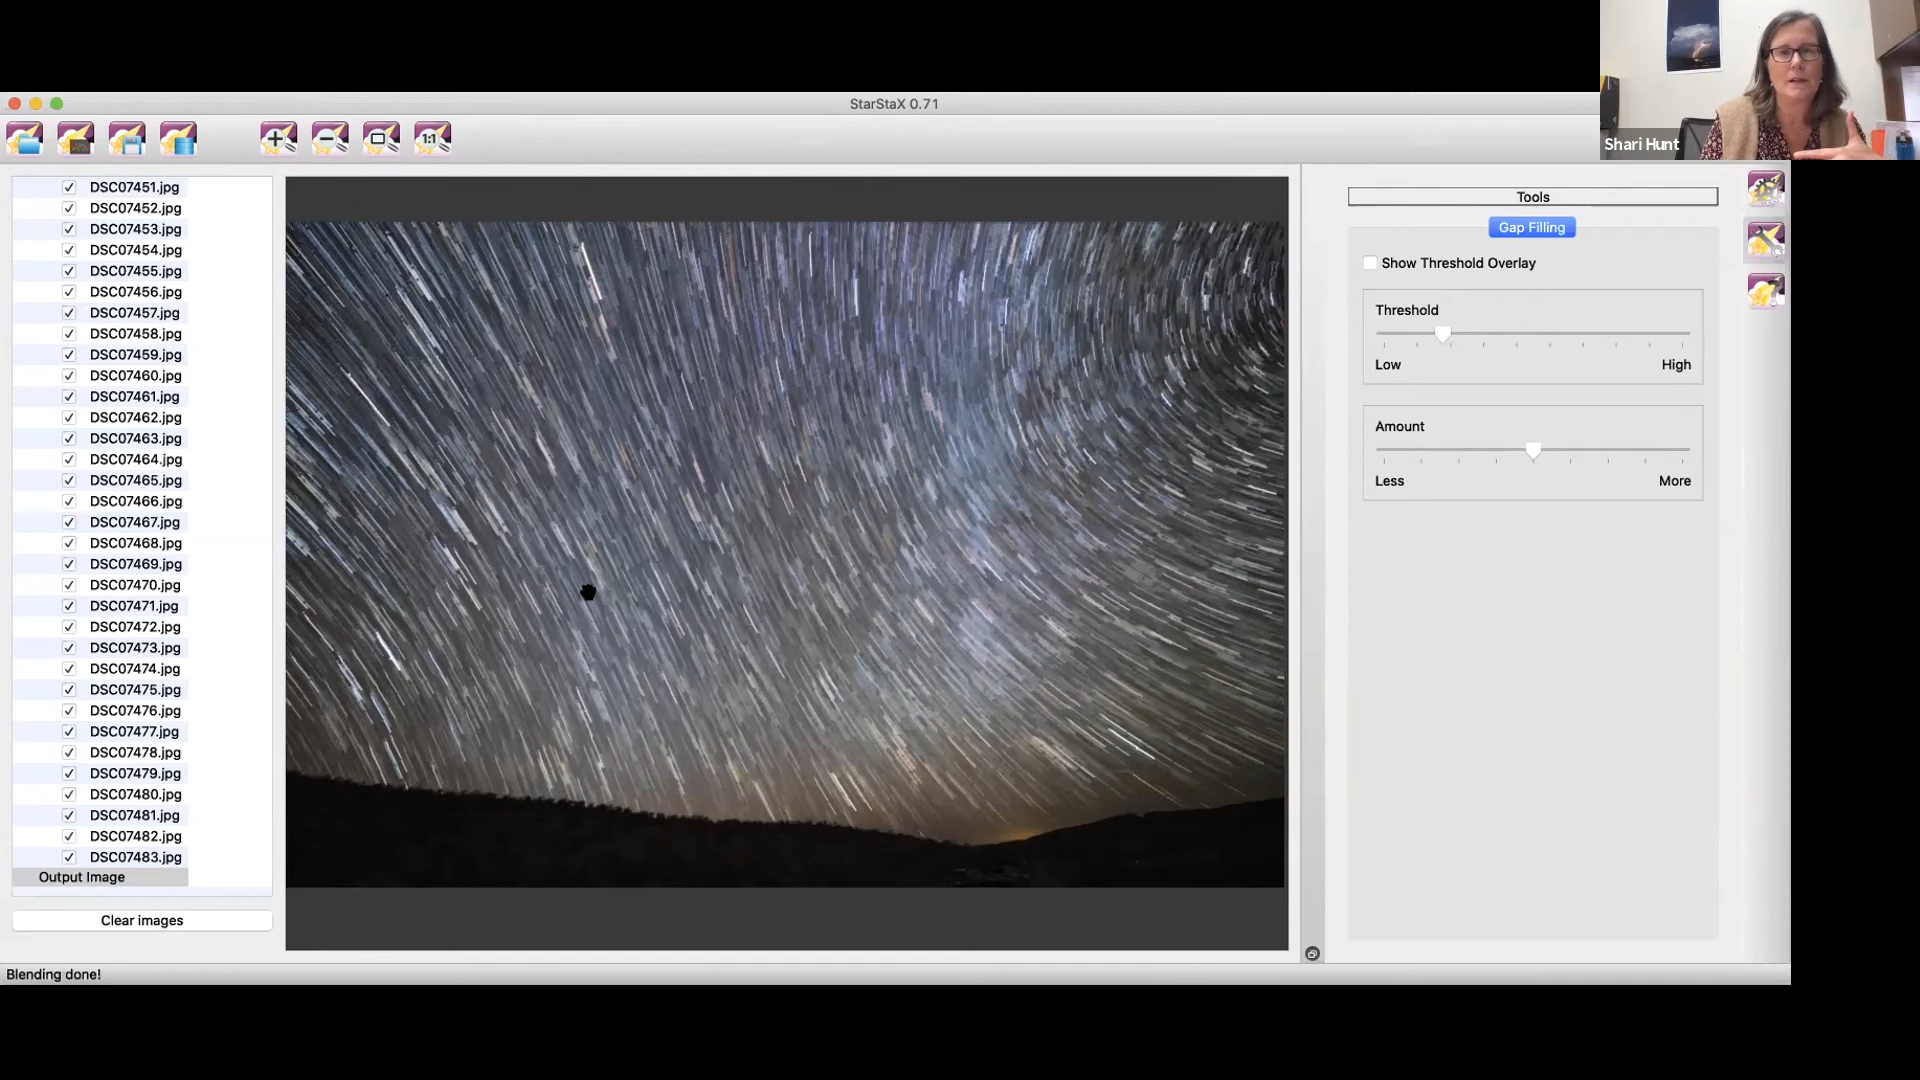 Shari Hunt
StarStaX 0.71
1:1
DSC07451.jpg
DSC07452.jpg
DSC07453.jpg
DSC07454.jpg
DSC07455.jpg
DSC07456.jpg
DSC07457.jpg
DSC07458.jpg
DSC07459.jpg
DSC07460.jpg
DSC07461.jpg
DSC07462.jpg
DSC07463.jpg
DSC07464.jpg
DSC07465.jpg
DSC07466.jpg
DSC07467.jpg
DSC07468.jpg
DSC07469.jpg
DSC07470.jpg
DSC07471.jpg
DSC07472.jpg
DSC07473.jpg
DSC07474.jpg
DSC07475.jpg
DSC07476.jpg
DSC07477.jpg
DSC07478.jpg
DSC07479.jpg
DSC07480.jpg
DSC07481.jpg
DSC07482.jpg
DSC07483.jpg
Output Image
Clear images
Blending done!
Tools
Gap Filling
Show Threshold Overlay
Threshold
Low High
Amount
Less More